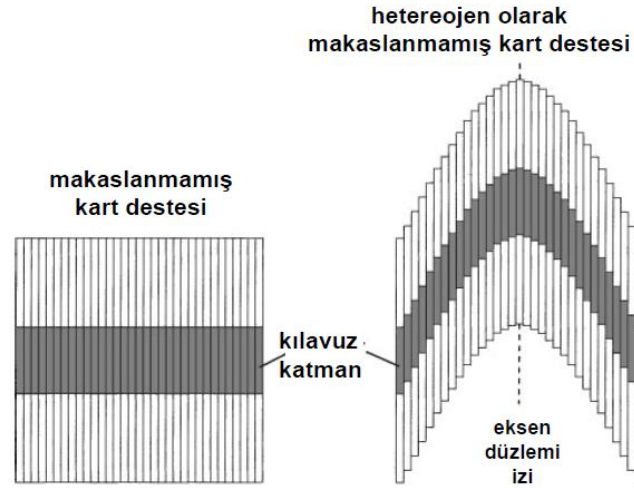 hetereojen olarak
makaslanmamış kart destesi
makaslanmamış
kart destesi
kılavuz
katman
eksen
düzlemi
izi